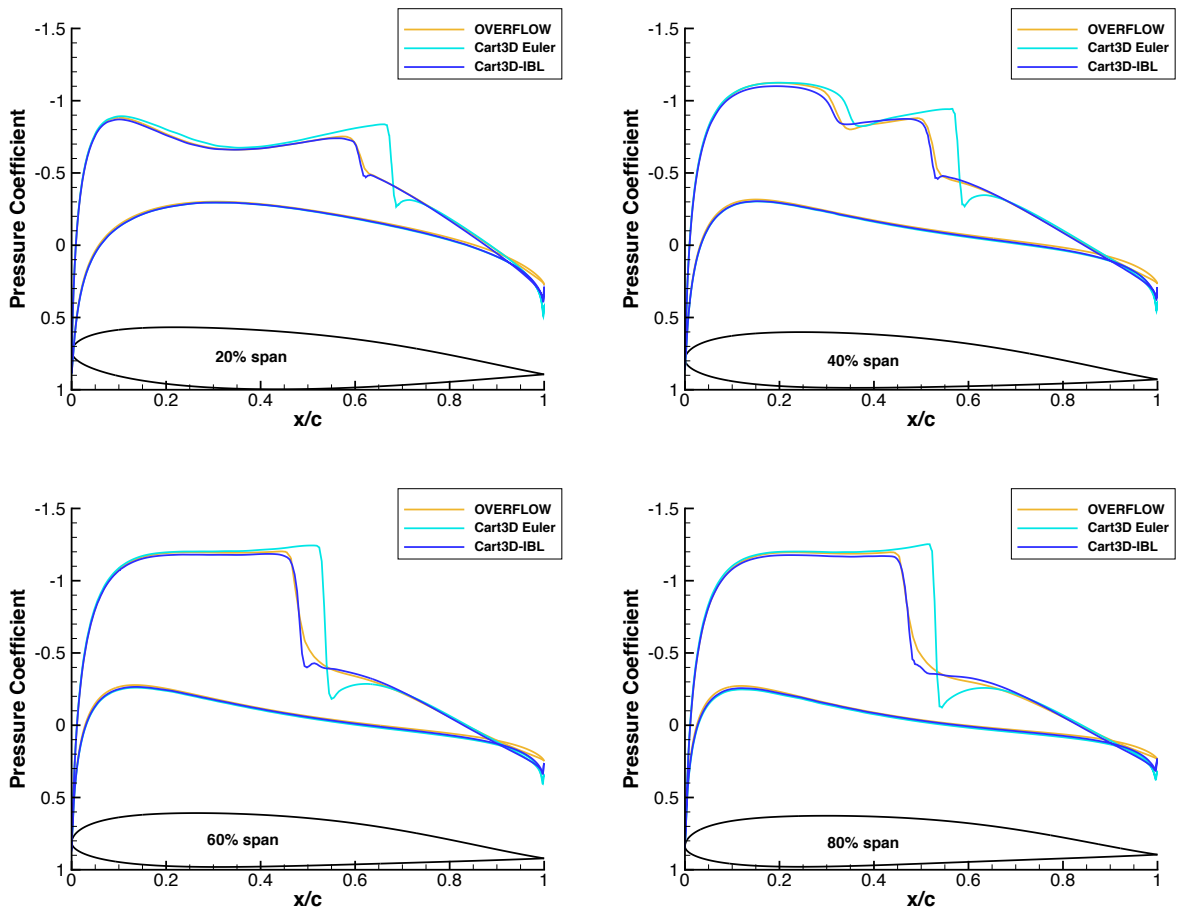 OVERFLOW
Cart3D Euler
Cart3D-IBL
Pressure Coefficient
-1.5
-1
-0.5
0
0.5
1
20% span
0 0.2 0.4 0.6 0.8 1
x/c
OVERFLOW
Cart3D Euler
Cart3D-IBL
Pressure Coefficient
-1.5
-1
-0.5
0
0.5
1
40% span
0 0.2 0.4 0.6 0.8 1
x/c
OVERFLOW
Cart3D Euler
Cart3D-IBL
Pressure Coefficient
-1.5
-1
-0.5
0
0.5
1
60% span
0 0.2 0.4 0.6 0.8 1
x/c
OVERFLOW
Cart3D Euler
Cart3D-IBL
Pressure Coefficient
-1.5
-1
-0.5
0
0.5
1
80% span
0 0.2 0.4 0.6 0.8 1
x/c